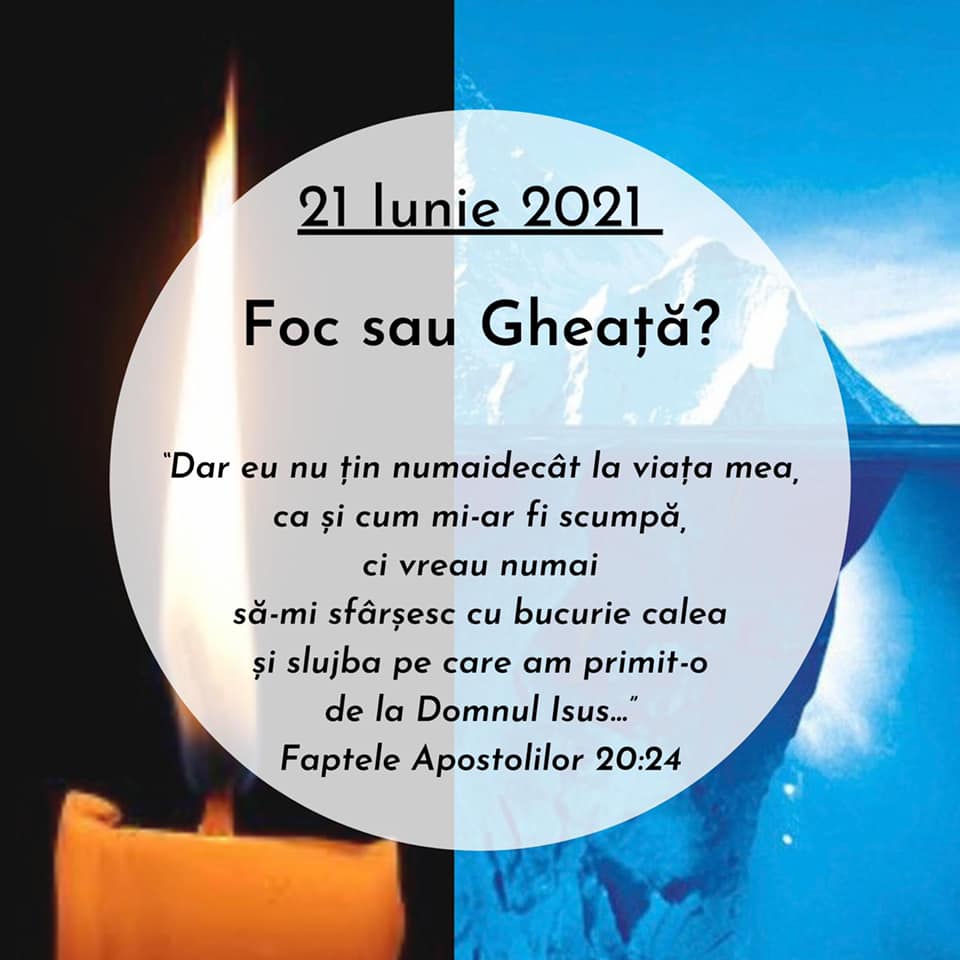 21 Iunie 2021
Foc sau Gheață?
“Dar eu nu țin numaidecât la viața mea,
ca și cum mi-ar fi scumpă,
ci vreau numai
să-mi sfârșesc cu bucurie calea
și slujba pe care am primit-o
de la Domnul Isus...”
Faptele Apostolilor 20:24